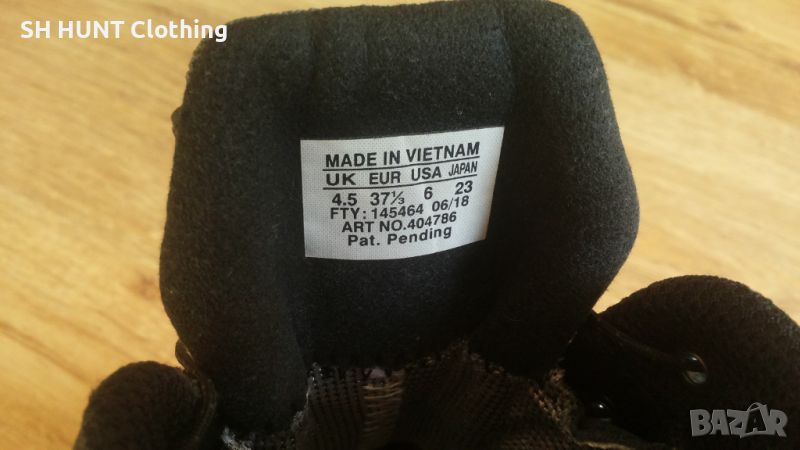 SH HUNT Clothing
MADE IN VIETNAM
UK EUR USA JAPAN
4.5 37⅓ 6 23
FTY: 145464 06/18
ART NO.404786
Pat. Pending
BAZAR